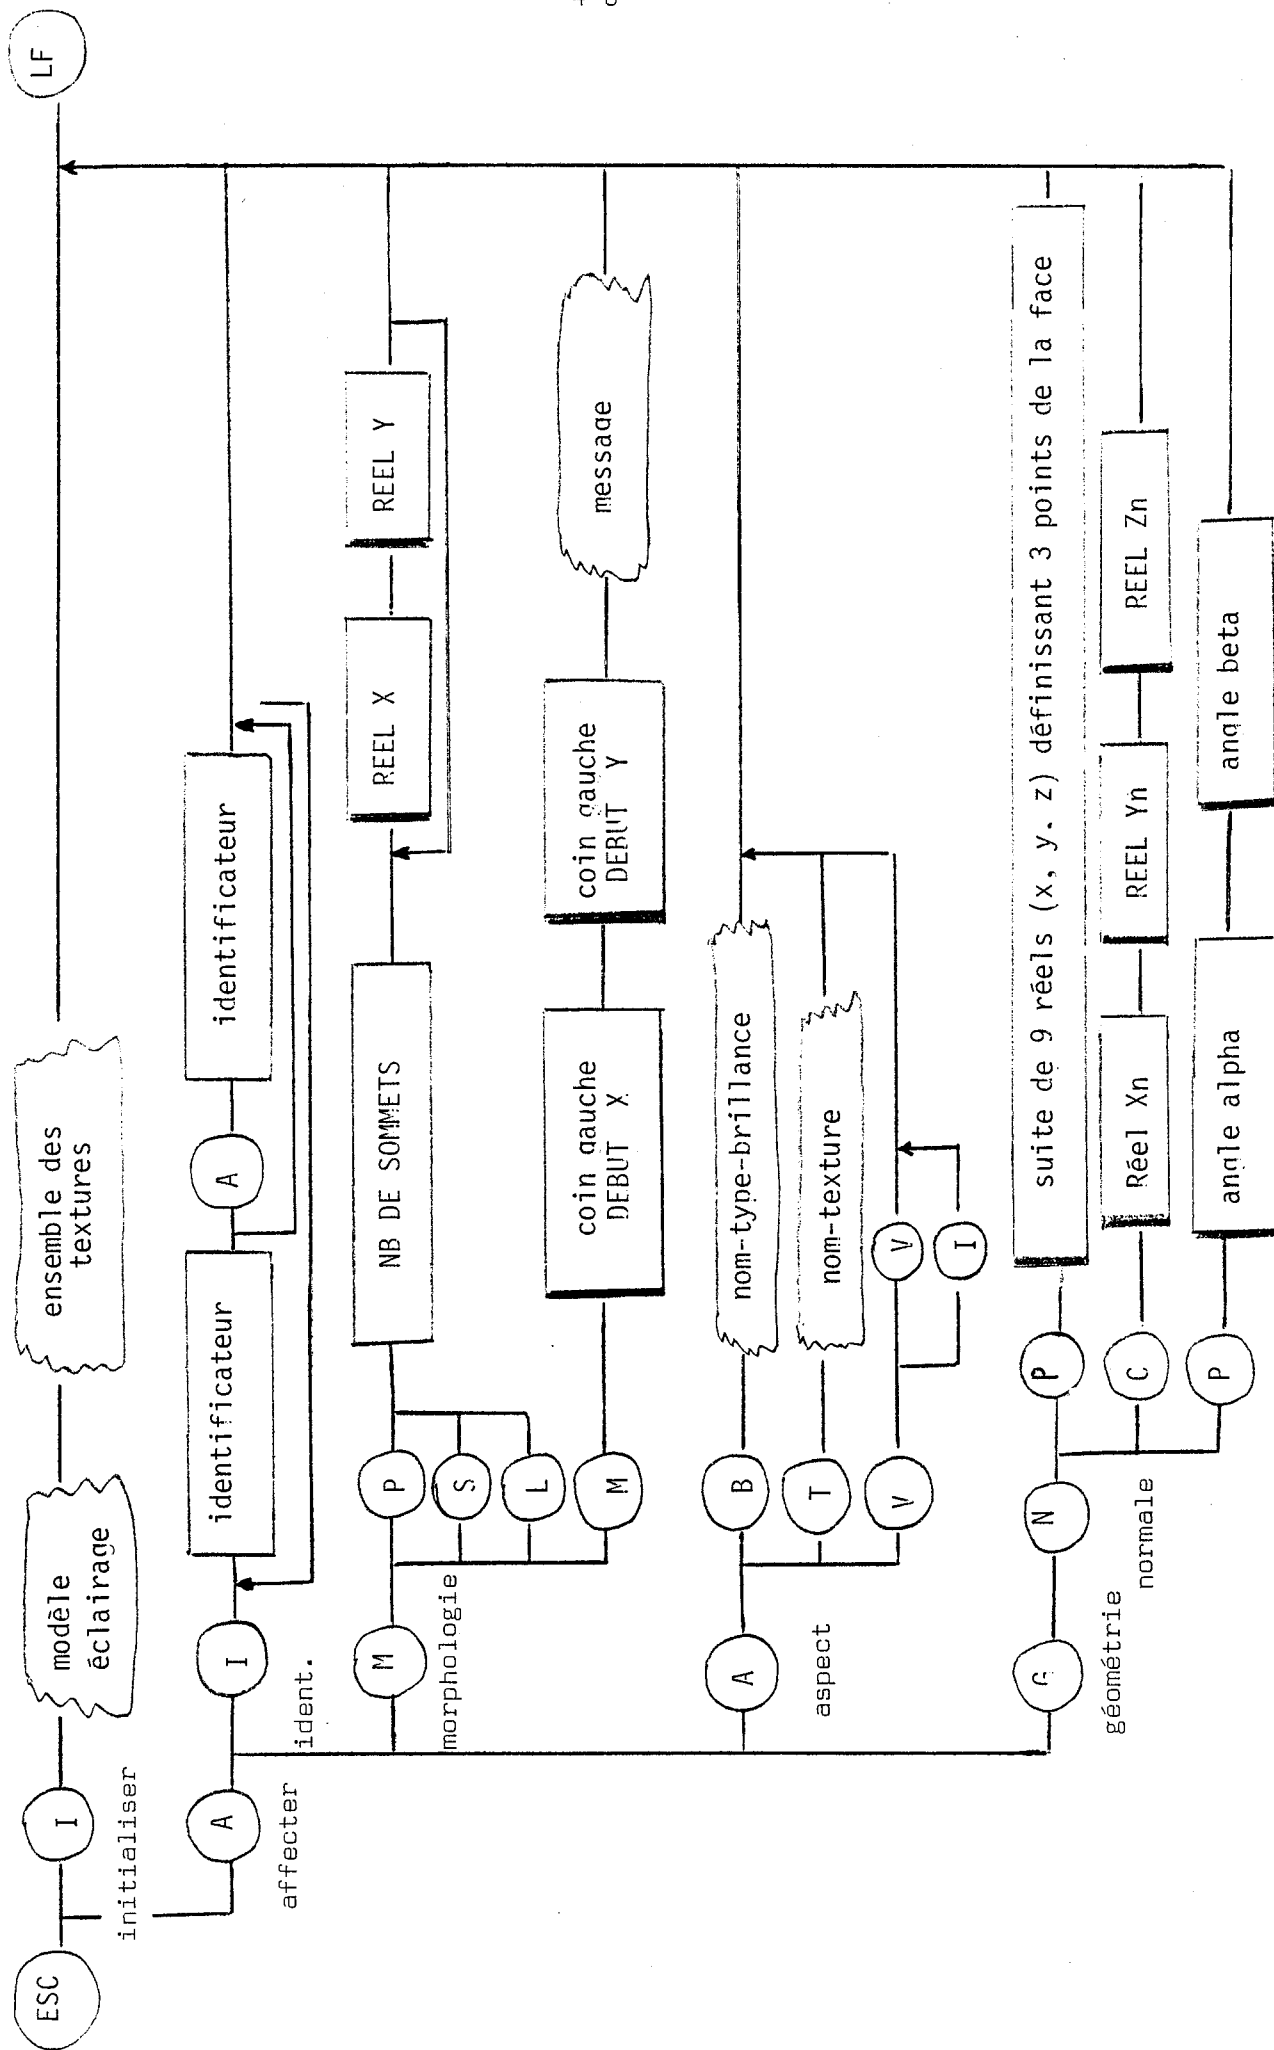 ESC
I
initialiser
modèle
éclairage
ensemble des
textures
LF
A
affecter
I
ident.
identificateur
A
identificateur
M
morphologie
P
S
L
M
NB DE SOMMETS
REEL X
REEL Y
coin gauche
DEBUT X
coin gauche
DEBUT Y
message
A
aspect
B
nom-type-brillance
T
nom-texture
V
V
I
G
géométrie
N
normale
P
suite de 9 réels (x, y. z) définissant 3 points de la face
C
Réel Xn
REEL Yn
REEL Zn
P
angle alpha
angle beta